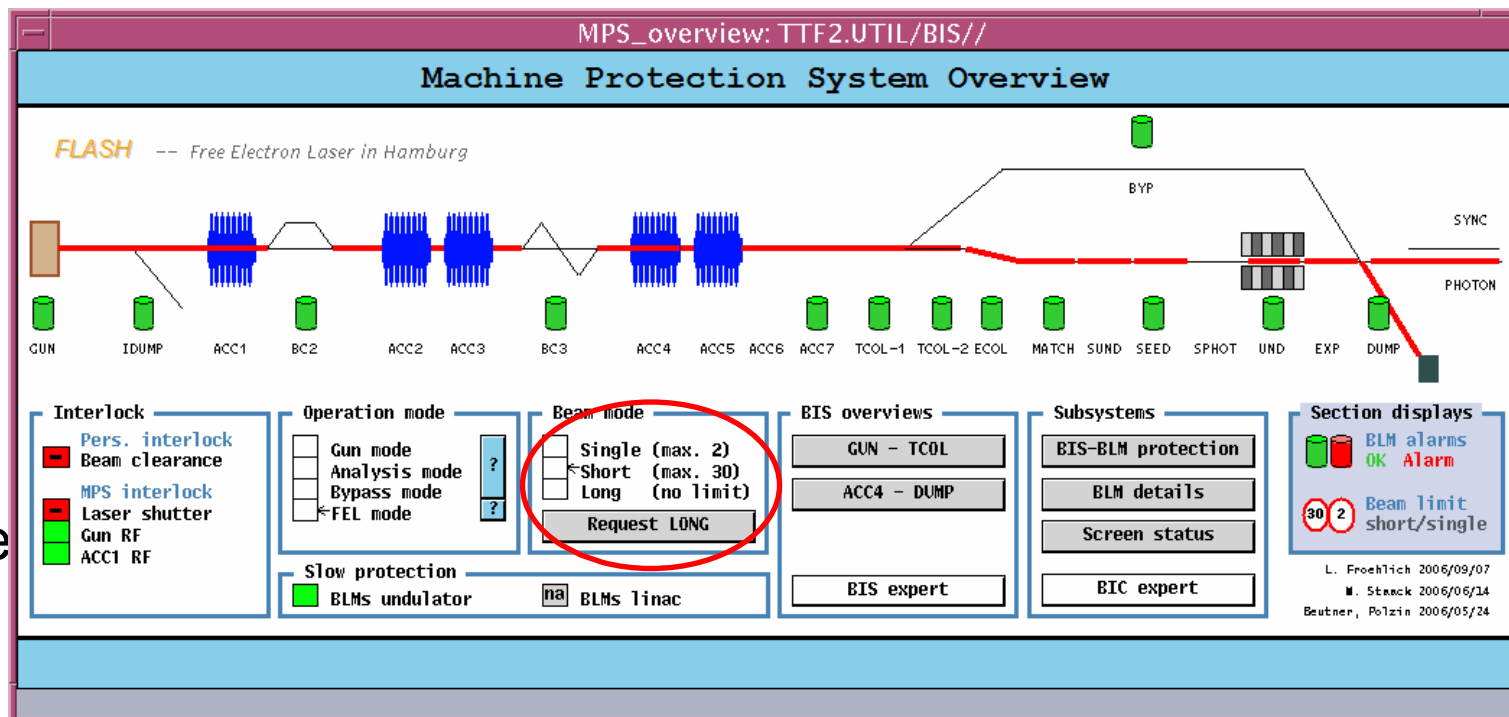 MPS_overview: TTF2.UTIL/BIS//
Machine Protection System Overview
FLASH -- Free Electron Laser in Hamburg
BYP
SYNC
PHOTON
GUN IDUMP ACC1 BC2 ACC2 ACC3 BC3 ACC4 ACC5 ACC6 ACC7 TCOL-1 TCOL-2 ECOL MATCH SUND SEED SPHOT UND EXP DUMP
Interlock
Pers. interlock
Beam clearance
MPS interlock
Laser shutter
Gun RF
ACC1 RF
e
Operation mode
Gun mode
Analysis mode
Bypass mode
FEL mode
?
?
Beam mode
Single (max. 2)
Short (max. 30)
Long (no limit)
Request LONG
Slow protection
BLMs undulator
na BLMs linac
BIS overviews
GUN - TCOL
ACC4 - DUMP
BIS expert
Subsystems
BIS-BLM protection
BLM details
Screen status
BIC expert
Section displays
BLM alarms
OK Alarm
30 2
Beam limit
short/single
L. Froehlich 2006/09/07
M. Staack 2006/06/14
Beutner, Polzin 2006/05/24